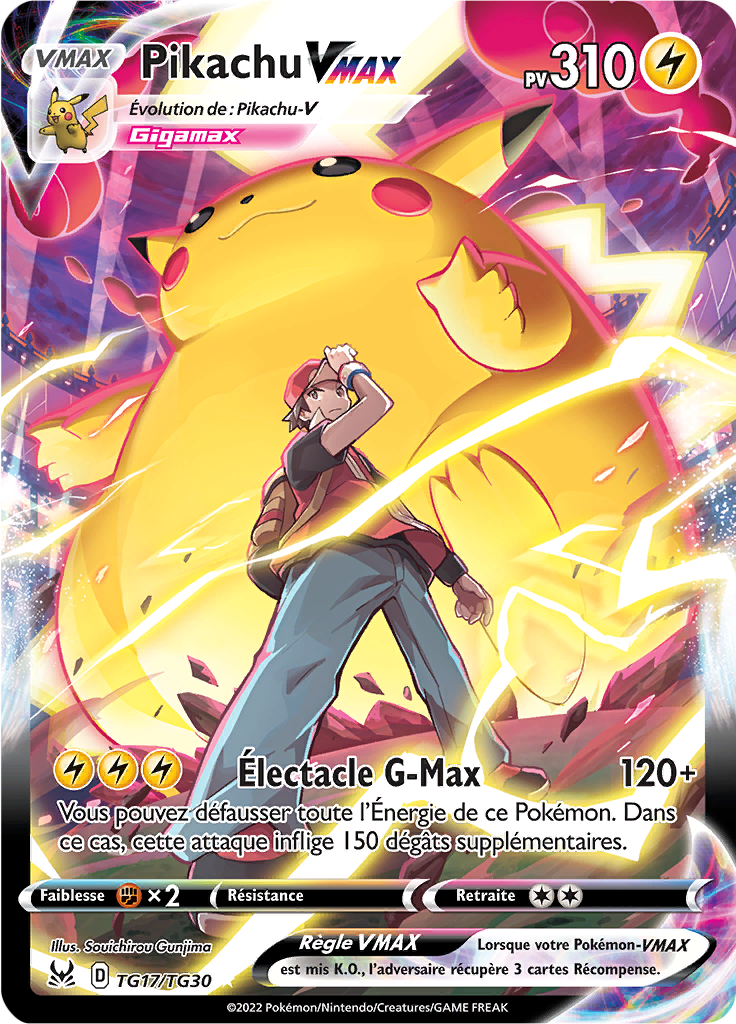 VMAX
Pikachu VMAX
PV 310
Évolution de : Pikachu-V
Gigamax
Électacle G-Max 120+
Vous pouvez défausser toute l'Énergie de ce Pokémon. Dans
ce cas, cette attaque inflige 150 dégâts supplémentaires.
Faiblesse ×2 Résistance Retraite
Illus. Souichirou Gunjima
D TG17/TG30
Règle VMAX Lorsque votre Pokémon-VMAX
est mis K.O., l'adversaire récupère 3 cartes Récompense.
©2022 Pokémon/Nintendo/Creatures/GAME FREAK